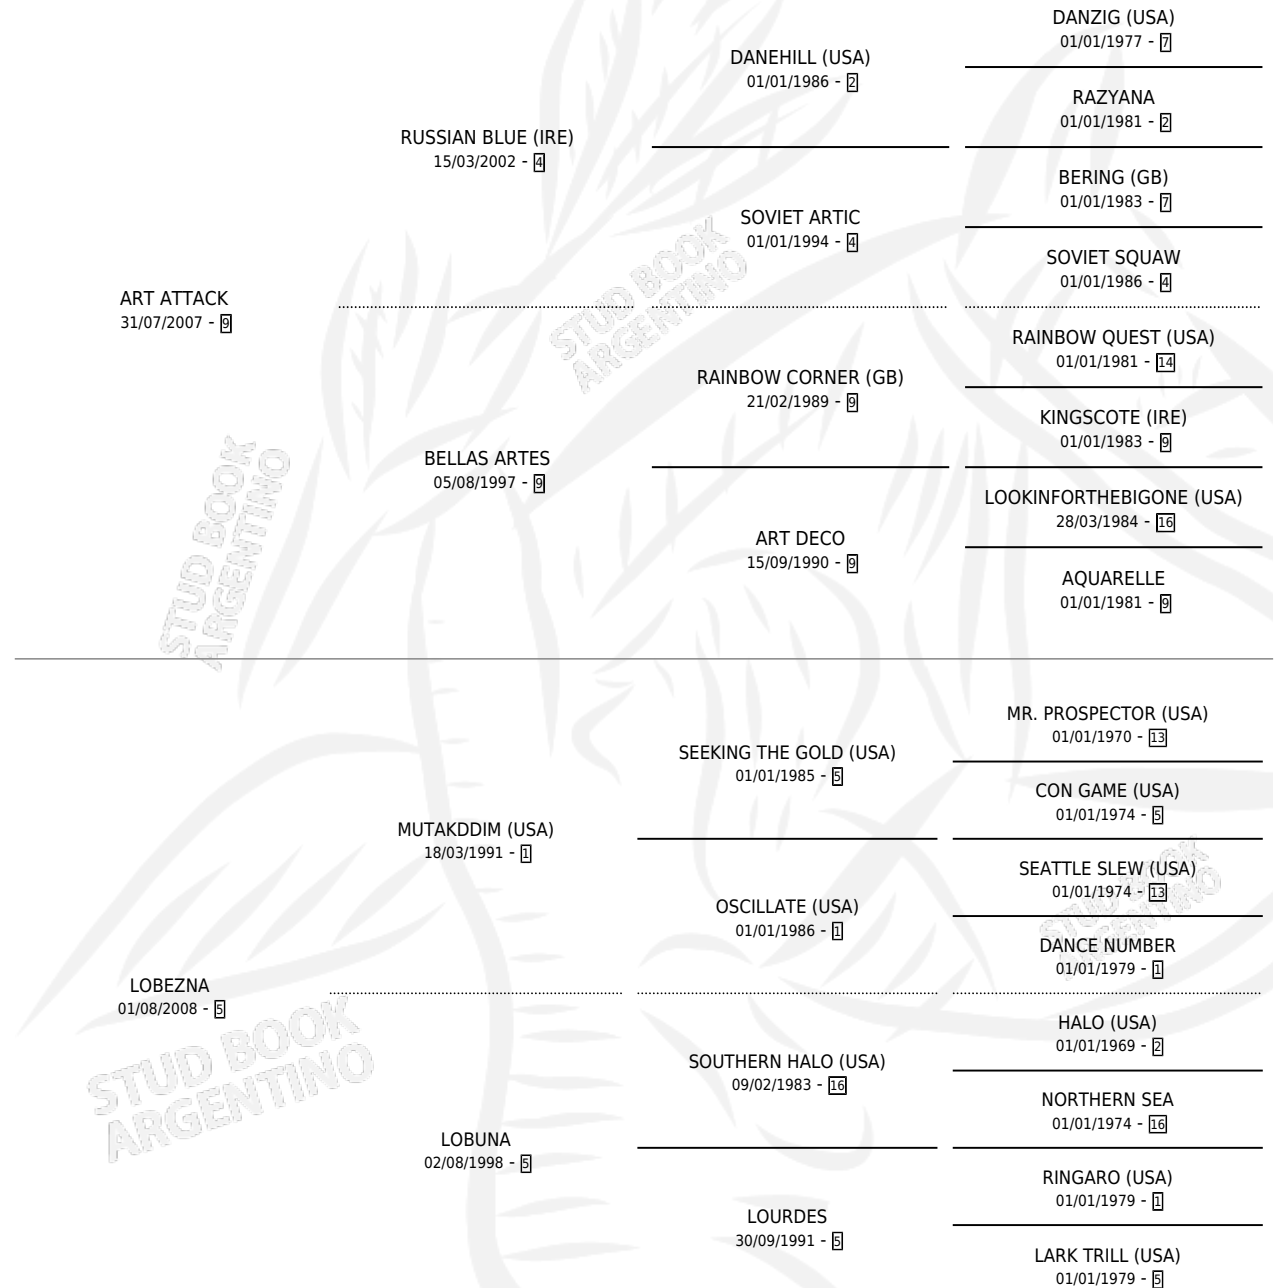 DANZIG (USA)
01/01/1977 - 7
DANEHILL (USA)
01/01/1986 - 2
RAZYANA
01/01/1981 - 2
RUSSIAN BLUE (IRE)
15/03/2002 - 4
BERING (GB)
01/01/1983 - 7
SOVIET ARTIC
01/01/1994 - 4
SOVIET SQUAW
01/01/1986 - 4
ART ATTACK
31/07/2007 - 9
RAINBOW QUEST (USA)
01/01/1981 - 14
RAINBOW CORNER (GB)
21/02/1989 - 9
KINGSCOTE (IRE)
01/01/1983 - 9
BELLAS ARTES
05/08/1997 - 9
LOOKINFORTHEBIGONE (USA)
28/03/1984 - 16
ART DECO
15/09/1990 - 9
AQUARELLE
01/01/1981 - 9
STUD BOOK
ARGENTINO
STUD BOOK
ARGENTINO
MR. PROSPECTOR (USA)
01/01/1970 - 13
SEEKING THE GOLD (USA)
01/01/1985 - 5
CON GAME (USA)
01/01/1974 - 5
MUTAKDDIM (USA)
18/03/1991 - 1
SEATTLE SLEW (USA)
01/01/1974 - 13
OSCILLATE (USA)
01/01/1986 - 1
DANCE NUMBER
01/01/1979 - 1
STUD BOOK
ARGENTINO
LOBEZNA
01/08/2008 - 5
HALO (USA)
01/01/1969 - 2
SOUTHERN HALO (USA)
09/02/1983 - 16
NORTHERN SEA
01/01/1974 - 16
STUD BOOK
ARGENTINO
LOBUNA
02/08/1998 - 5
RINGARO (USA)
01/01/1979 - 1
LOURDES
30/09/1991 - 5
LARK TRILL (USA)
01/01/1979 - 5